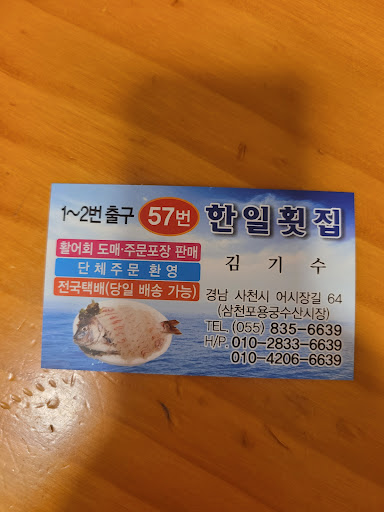 1~2번 출구 57번 한일횟집
활어회 도매·주문포장 판매
단체주문 환영
전국택배(당일 배송 가능)
김기수
경남 사천시 어시장길 64
(삼천포용궁수산시장)
TEL (055) 835-6639
H/P. 010-2833-6639
010-4206-6639